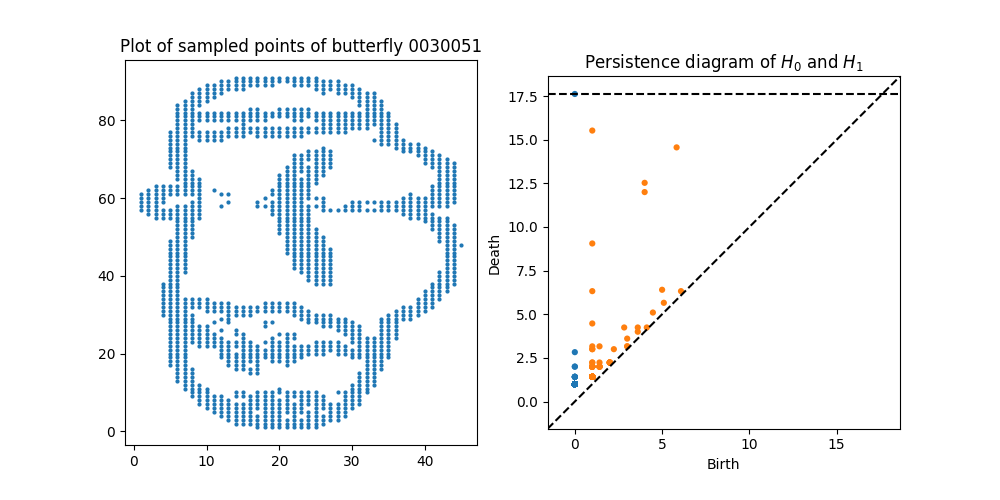 Plot of sampled points of butterfly 0030051
80
60
40
20
0
0 10 20 30 40
Persistence diagram of H₀ and H₁
17.5
15.0
12.5
10.0
7.5
5.0
2.5
0.0
Death
0 5 10 15
Birth